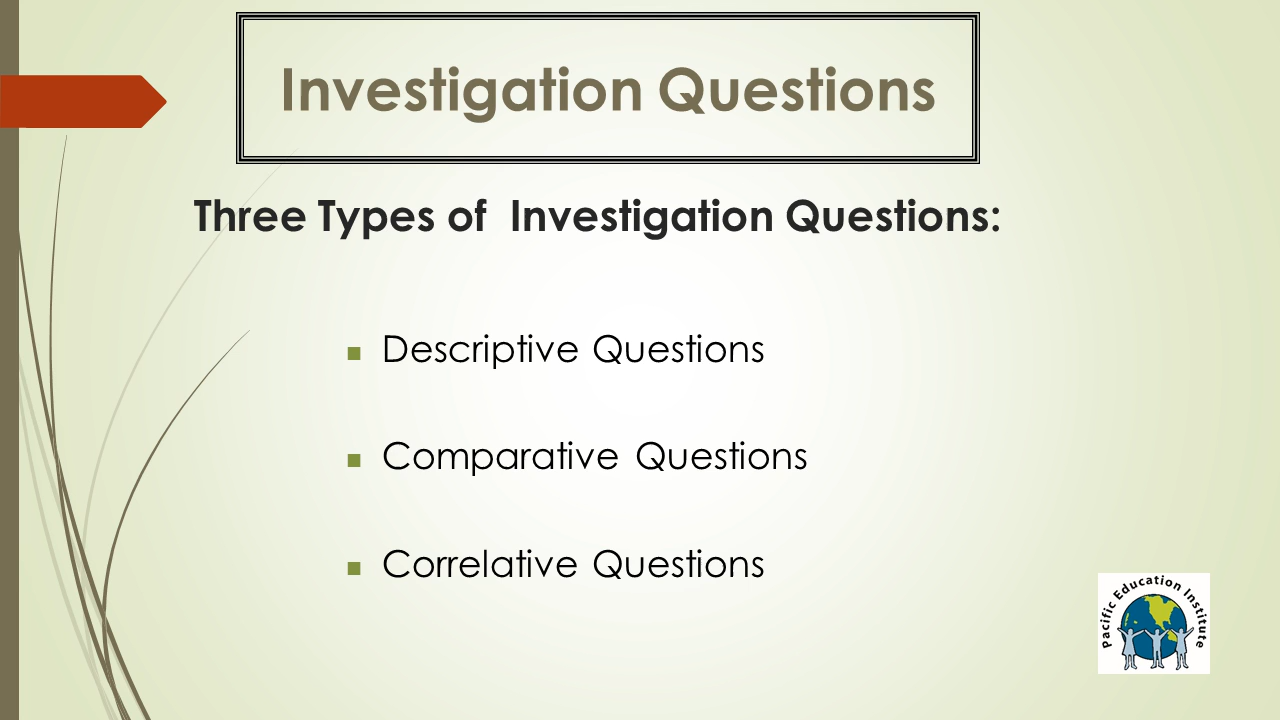 Investigation Questions
Three Types of  Investigation Questions:
Descriptive Questions
Comparative Questions
Correlative Questions
Pacific Education Institute